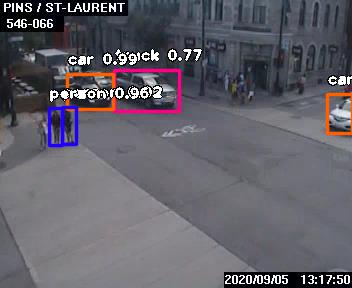 PINS / ST-LAURENT
546-066
car 0.99
truck 0.77
person 0.96
car
2020/09/05 13:17:50